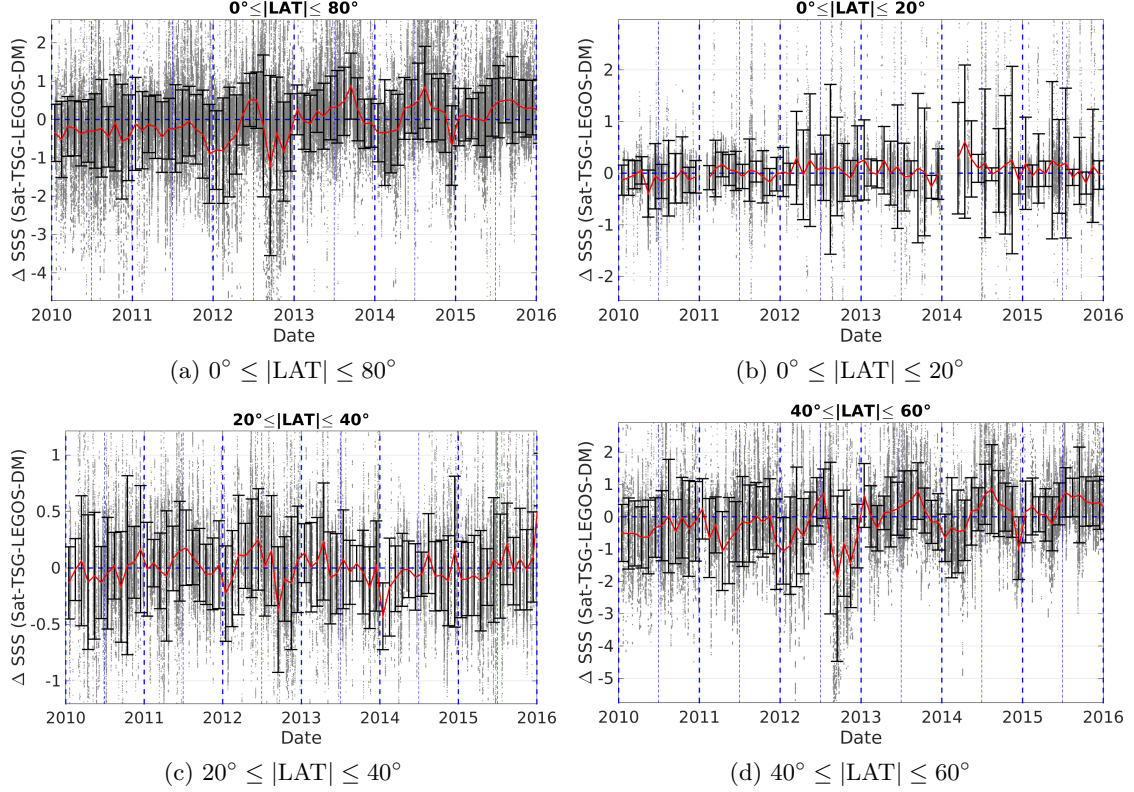 0°≤|LAT|≤ 80°
Δ SSS (Sat-TSG-LEGOS-DM)
2
1
0
-1
-2
-3
-4
2010 2011 2012 2013 2014 2015 2016
Date
(a) 0° ≤ |LAT| ≤ 80°
0°≤|LAT|≤ 20°
Δ SSS (Sat-TSG-LEGOS-DM)
2
1
0
-1
-2
2010 2011 2012 2013 2014 2015 2016
Date
(b) 0° ≤ |LAT| ≤ 20°
20°≤|LAT|≤ 40°
Δ SSS (Sat-TSG-LEGOS-DM)
1
0.5
0
-0.5
-1
2010 2011 2012 2013 2014 2015 2016
Date
(c) 20° ≤ |LAT| ≤ 40°
40°≤|LAT|≤ 60°
Δ SSS (Sat-TSG-LEGOS-DM)
2
1
0
-1
-2
-3
-4
-5
2010 2011 2012 2013 2014 2015 2016
Date
(d) 40° ≤ |LAT| ≤ 60°